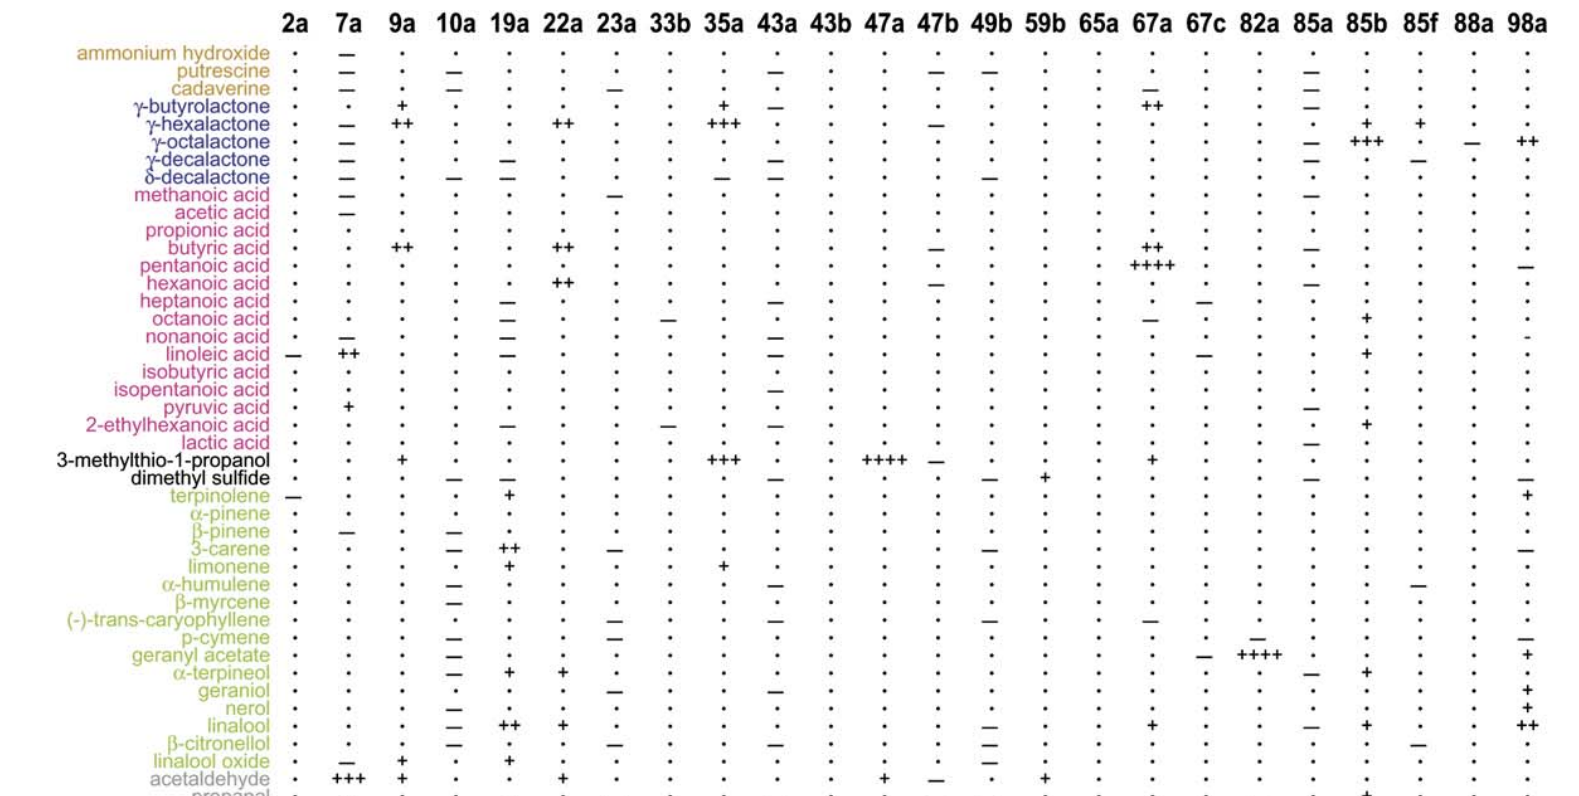 2a 7a 9a 10a 19a 22a 23a 33b 35a 43a 43b 47a 47b 49b 59b 65a 67a 67c 82a 85a 85b 85f 88a 98a
ammonium hydroxide · — · · · · · · · · · · · · · · · · · · · · · ·
putrescine · — · — · · · · · — · · — — · · · · · — · · · ·
cadaverine · — · — · · — · · · · · · · · · — · · — · · · ·
γ-butyrolactone · · + · · · · · + — · · · · · · ++ · · — · · · ·
γ-hexalactone · — ++ · · ++ · · +++ · · · — · · · · · · · + + · ·
γ-octalactone · — · · · · · · · · · · · · · · · · · — +++ · — ++
γ-decalactone · — · · — · · · · — · · · · · · · · · — · — · ·
δ-decalactone · — · — — · · · — — · · · — · · · · · · · · · ·
methanoic acid · — · · · · — · · · · · · · · · · · · — · · · ·
acetic acid · — · · · · · · · · · · · · · · · · · · · · · ·
propionic acid · · · · · · · · · · · · · · · · · · · · · · · ·
butyric acid · · ++ · · ++ · · · · · · — · · · ++ · · — · · · ·
pentanoic acid · · · · · · · · · · · · · · · · ++++ · · · · · · —
hexanoic acid · · · · · ++ · · · · · · — · · · · · · — · · · ·
heptanoic acid · · · · — · · · · — · · · · · · · — · · · · · ·
octanoic acid · · · · — · · — · · · · · · · · — · · · + · · ·
nonanoic acid · — · · — · · · · — · · · · · · · · · · · · · -
linoleic acid — ++ · · — · · · · — · · · · · · · — · · + · · ·
isobutyric acid · · · · · · · · · · · · · · · · · · · · · · · ·
isopentanoic acid · · · · · · · · · — · · · · · · · · · · · · · ·
pyruvic acid · + · · · · · · · · · · · · · · · · · — · · · ·
2-ethylhexanoic acid · · · · — · · — · — · · · · · · · · · · + · · ·
lactic acid · · · · · · · · · · · · · · · · · · · — · · · ·
3-methylthio-1-propanol · · + · · · · · +++ · · ++++ — · · · + · · · · · · ·
dimethyl sulfide · · · — — · · · · — · · · — + · · · · — · · · —
terpinolene — · · · + · · · · · · · · · · · · · · · · · · +
α-pinene · · · · · · · · · · · · · · · · · · · · · · · ·
β-pinene · — · — · · · · · · · · · · · · · · · · · · · ·
3-carene · · · — ++ · — · · · · · · — · · · · · · · · · —
limonene · · · · + · · · + · · · · · · · · · · · · · · ·
α-humulene · · · — · · · · · — · · · · · · · · · · · — · ·
β-myrcene · · · — · · · · · · · · · · · · · · · · · · · ·
(-)-trans-caryophyllene · · · · · · — · · — · · · — · · — · · · · · · ·
p-cymene · · · — · · — · · · · · · · · · · · — · · · · —
geranyl acetate · · · — · · · · · · · · · · · · · — ++++ · · · · +
α-terpineol · · · — + + · · · · · · · · · · · · · — + · · ·
geraniol · · · · · · — · · — · · · · · · · · · · · · · +
nerol · · · — · · · · · · · · · · · · · · · · · · · +
linalool · · · — ++ + · · · · · · · — · · + · · — + · · ++
β-citronellol · · · — · · — · · — · · · — · · · · · · · — · ·
linalool oxide · — + · + · · · · · · · · — · · · · · · · · · ·
acetaldehyde · +++ + · · + · · · · · + — · + · · · · · · · · ·